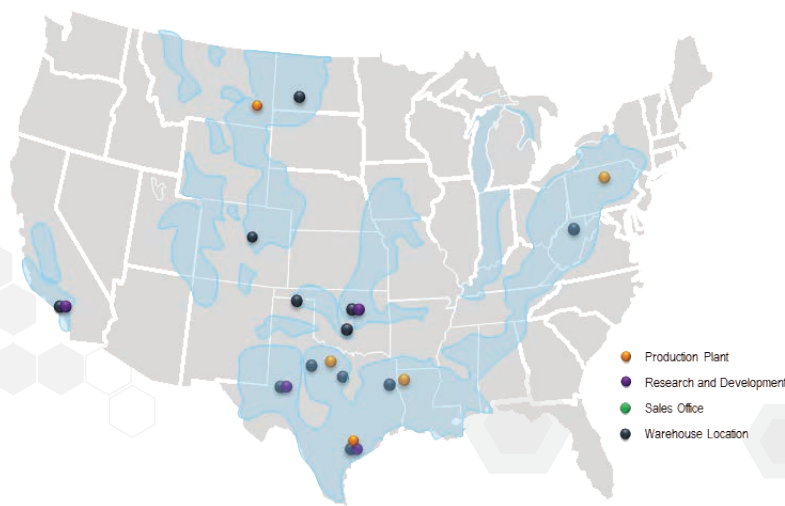 Production Plant
Research and Development
Sales Office
Warehouse Location